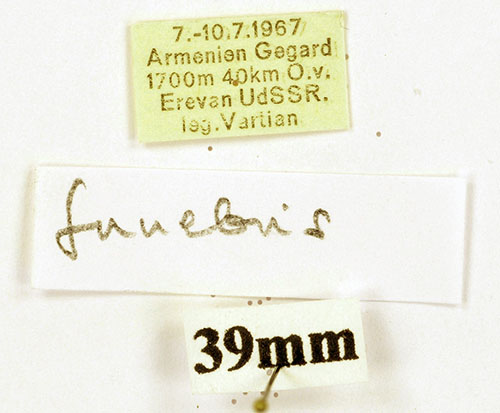 7.-10.7.1967
Armenien Gegard
1700m 40km O.v.
Erevan UdSSR.
leg.Vartian
funebris
39mm